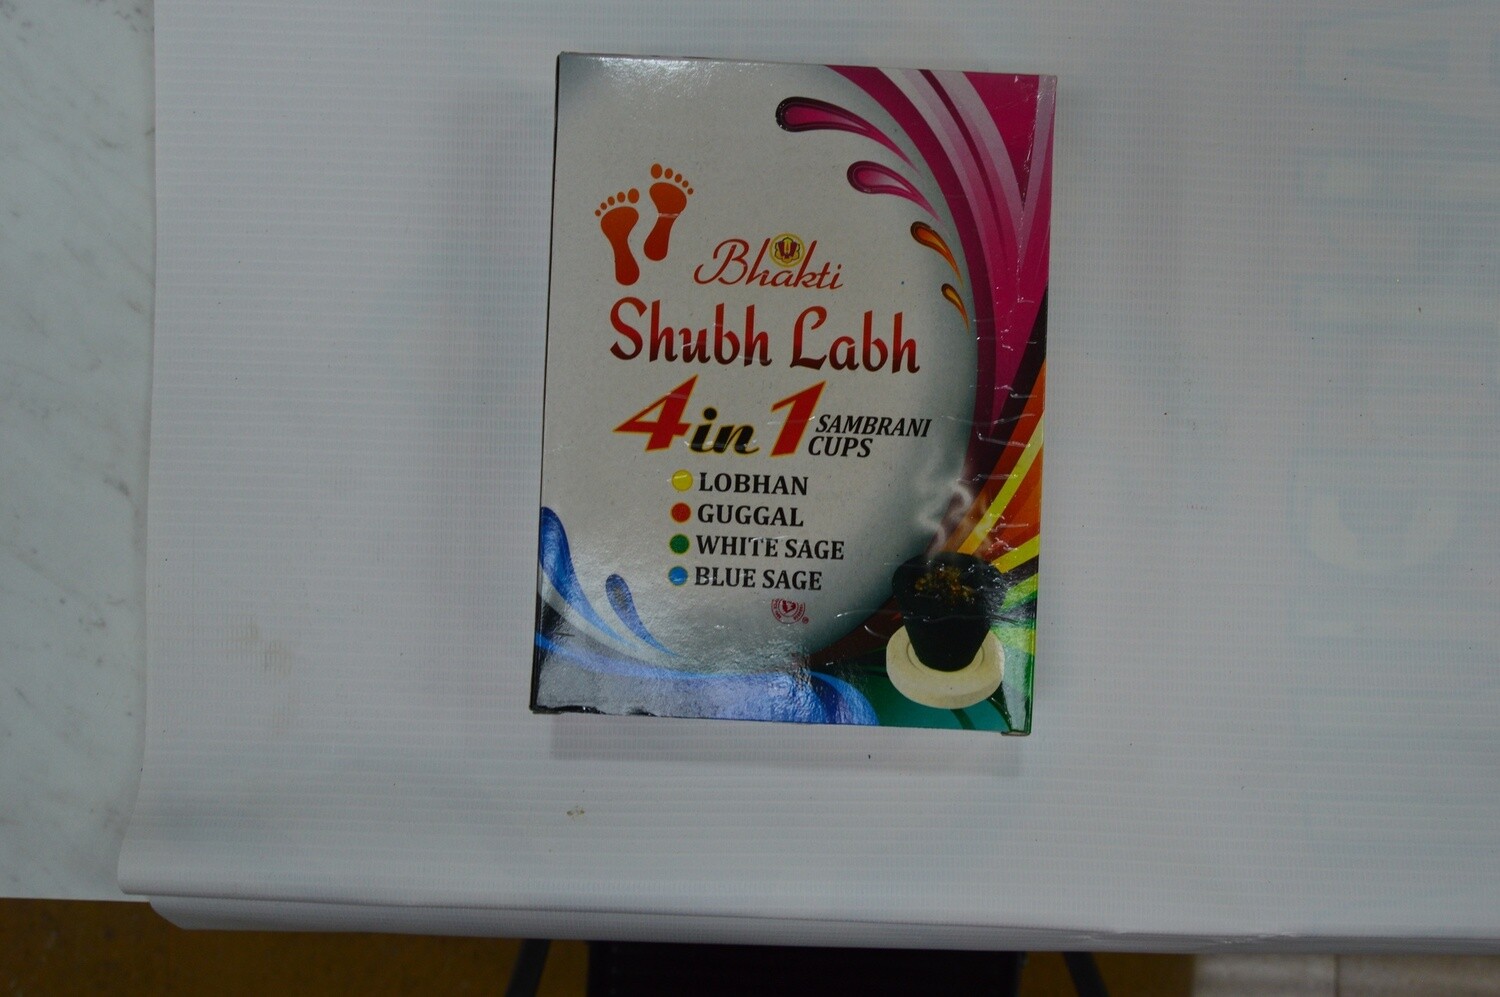 Bhakti
Shubh Labh
4 in 1 SAMBRANI
CUPS
LOBHAN
GUGGAL
WHITE SAGE
BLUE SAGE